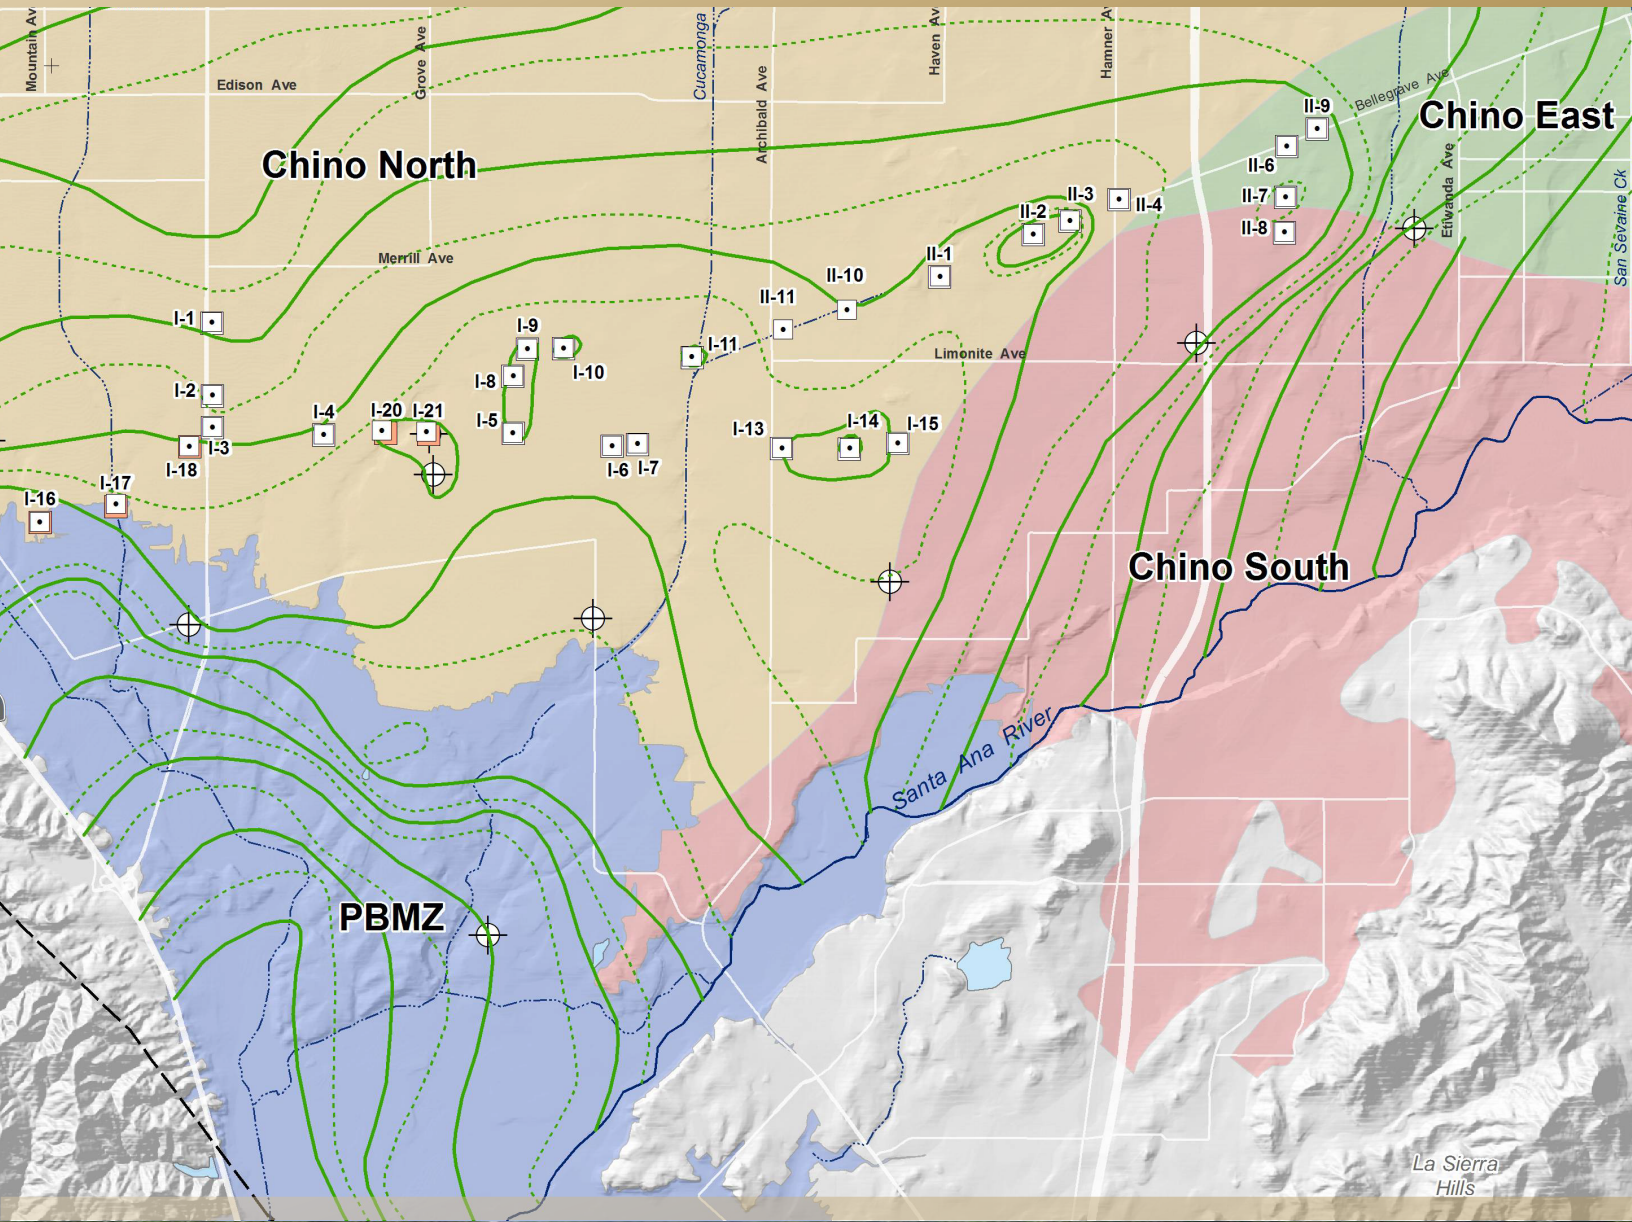 Mountain Av
Grove Ave
Cucamonga
Archibald Ave
Haven Av
Hamner A
Edison Ave
Bellegrave Ave
Chino East
II-9
II-6
Chino North
Etiwanda Ave
San Sevaine Ck
II-7
II-8
II-3
II-4
II-2
II-1
Merrill Ave
II-10
II-11
I-1
I-9
I-11
Limonite Ave
I-10
I-8
I-2
I-4
I-20
I-21
I-5
I-13
I-14
I-15
I-3
I-18
I-6
I-7
I-17
I-16
Chino South
Santa Ana River
PBMZ
La Sierra
Hills